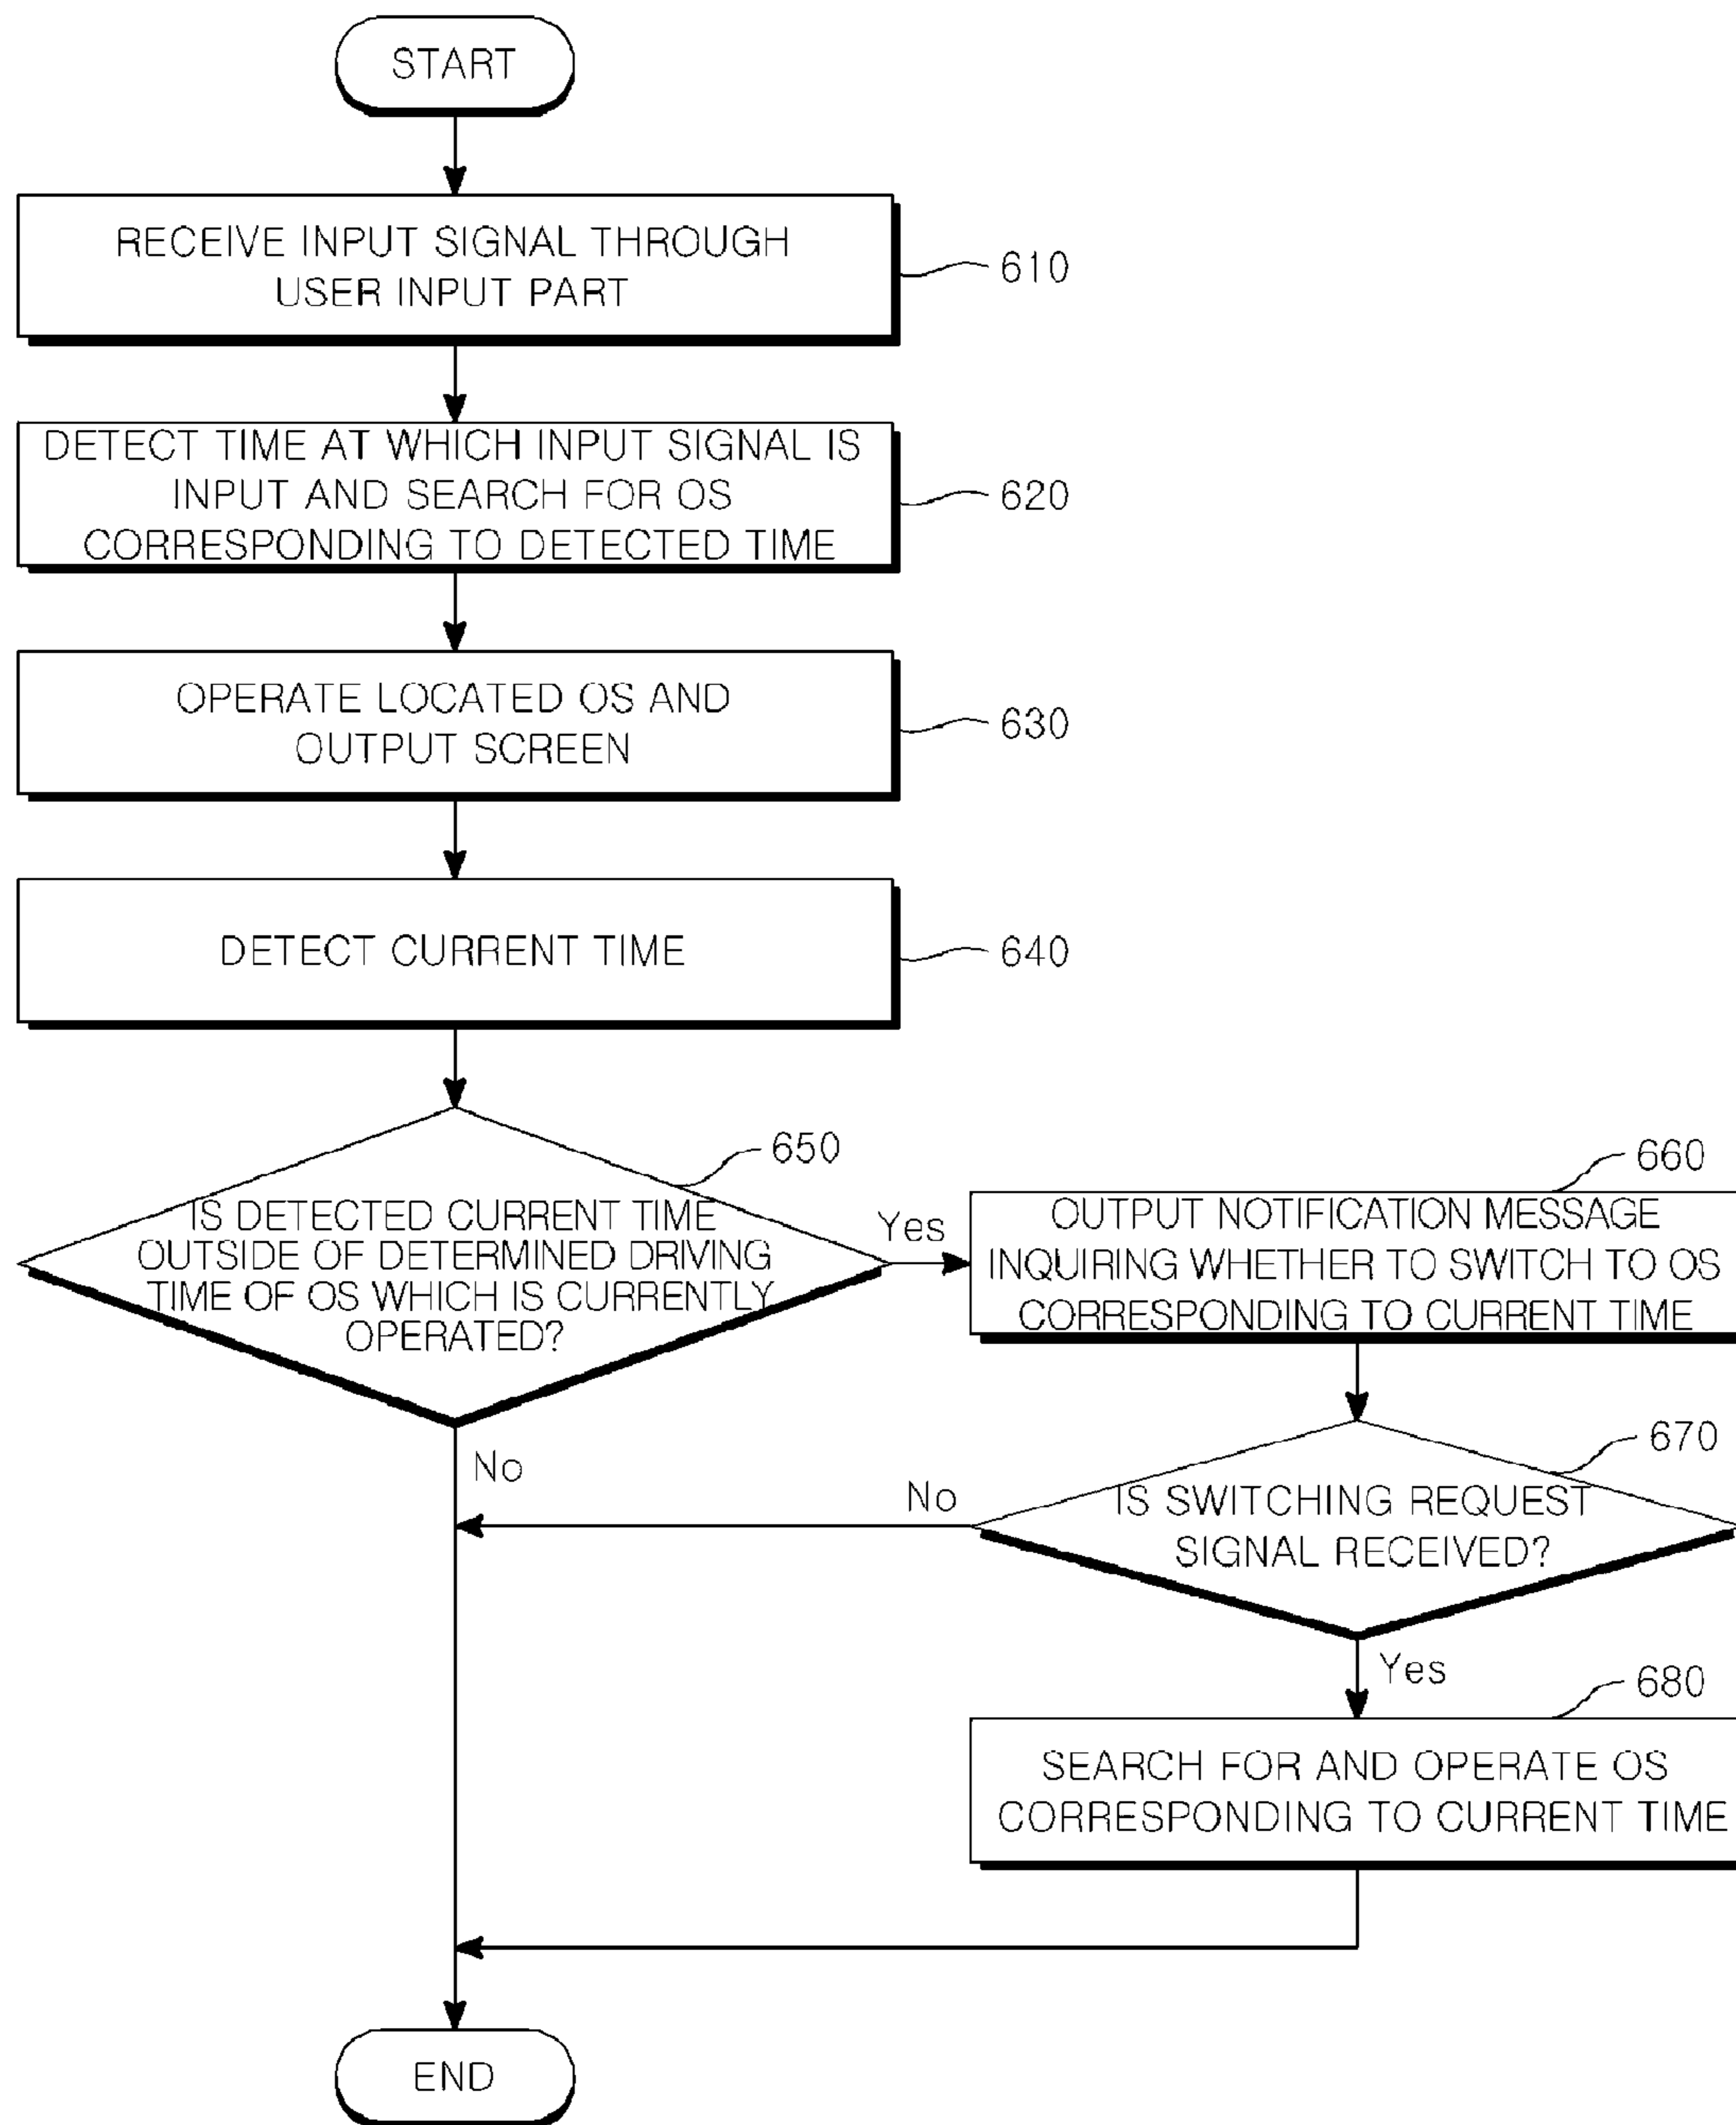 START
RECEIVE INPUT SIGNAL THROUGH
USER INPUT PART
610
DETECT TIME AT WHICH INPUT SIGNAL IS
INPUT AND SEARCH FOR OS
CORRESPONDING TO DETECTED TIME
620
OPERATE LOCATED OS AND
OUTPUT SCREEN
630
DETECT CURRENT TIME
640
650
IS DETECTED CURRENT TIME
OUTSIDE OF DETERMINED DRIVING
TIME OF OS WHICH IS CURRENTLY
OPERATED?
Yes
No
660
OUTPUT NOTIFICATION MESSAGE
INQUIRING WHETHER TO SWITCH TO OS
CORRESPONDING TO CURRENT TIME
670
IS SWITCHING REQUEST
SIGNAL RECEIVED?
No
Yes
680
SEARCH FOR AND OPERATE OS
CORRESPONDING TO CURRENT TIME
END